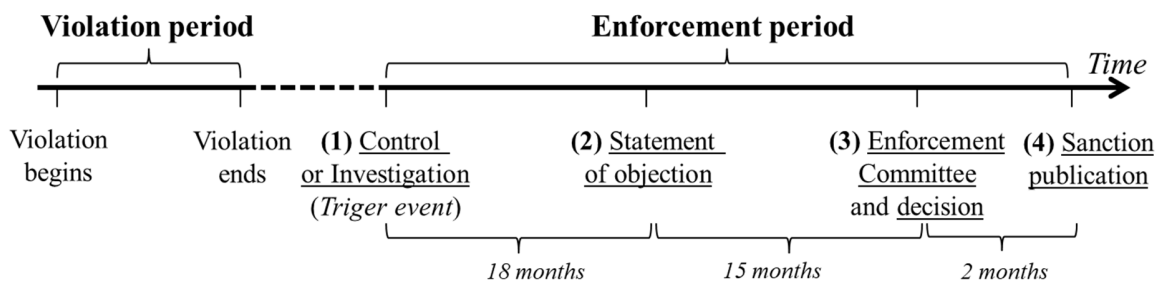 Violation period
Enforcement period
Time
Violation
begins
Violation
ends
(1) Control
or Investigation
(Triger event)
(2) Statement
of objection
(3) Enforcement
Committee
and decision
(4) Sanction
publication
18 months
15 months
2 months